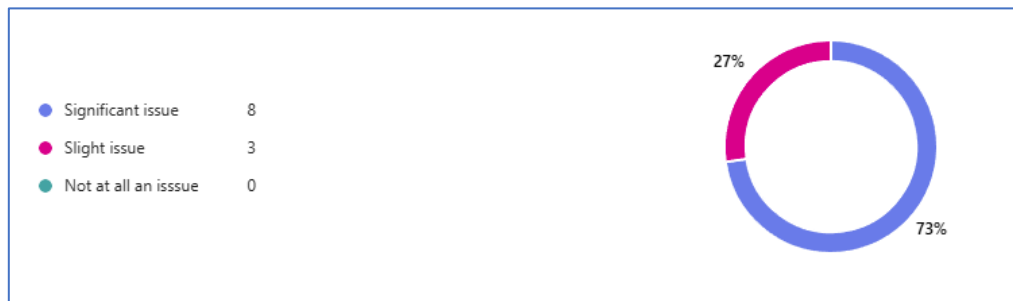 Significant issue 8
Slight issue 3
Not at all an isssue 0
27%
73%